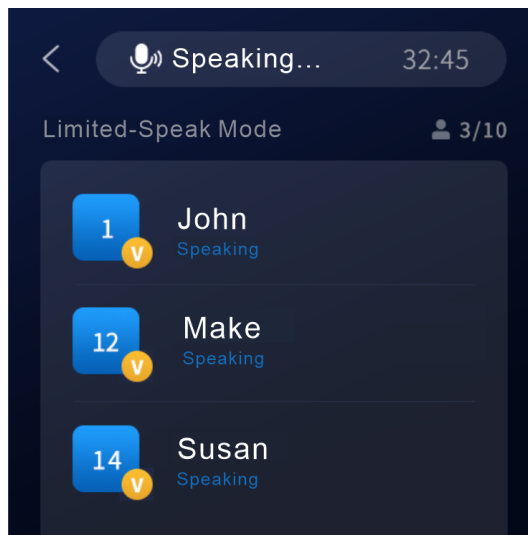 Speaking... 32:45
Limited-Speak Mode 3/10
1 John
V Speaking
12 Make
V Speaking
14 Susan
V Speaking